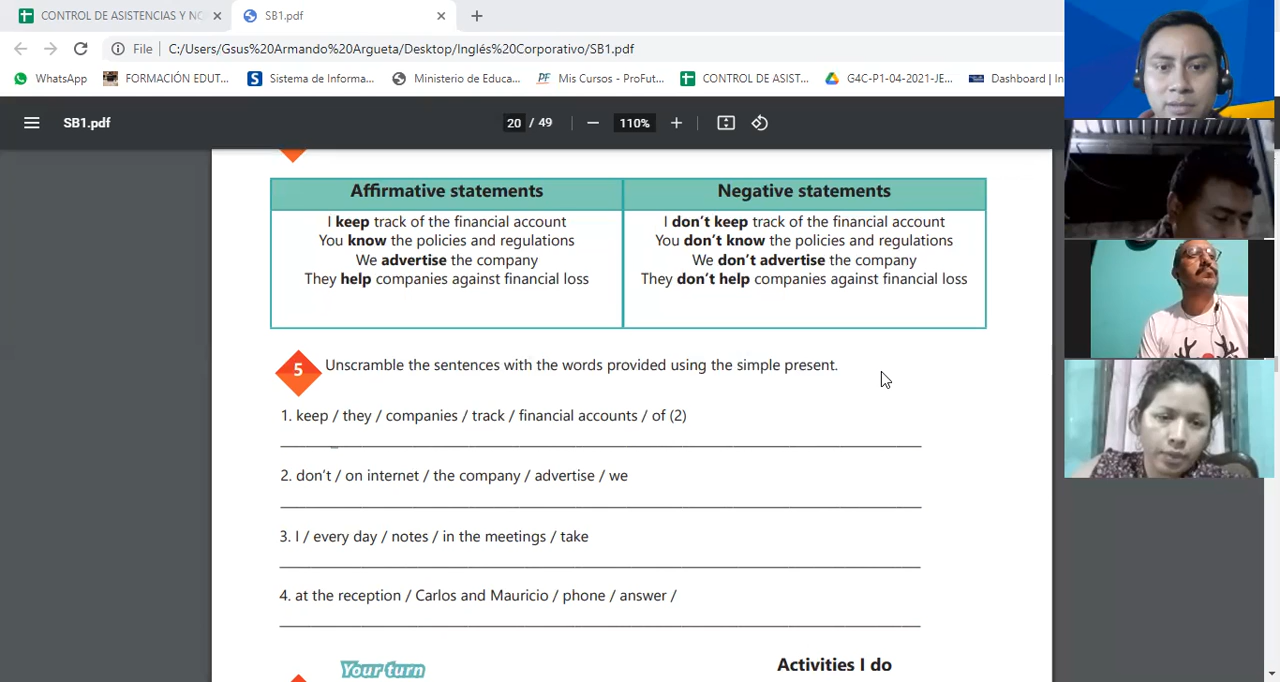 CONTROL DE ASISTENCIAS Y NO
SB1.pdf
File C:/Users/Gsus%20Armando%20Argueta/Desktop/Inglés%20Corporativo/SB1.pdf
WhatsApp FORMACIÓN EDUT... Sistema de Informa... Ministerio de Educa... PF Mis Cursos - ProFut... CONTROL DE ASIST... G4C-P1-04-2021-JE... Dashboard | In
SB1.pdf 20 / 49 110%
Affirmative statements Negative statements
I keep track of the financial account I don't keep track of the financial account
You know the policies and regulations You don't know the policies and regulations
We advertise the company We don't advertise the company
They help companies against financial loss They don't help companies against financial loss
5 Unscramble the sentences with the words provided using the simple present.
1. keep / they / companies / track / financial accounts / of (2)
2. don't / on internet / the company / advertise / we
3. I / every day / notes / in the meetings / take
4. at the reception / Carlos and Mauricio / phone / answer /
Your turn Activities I do